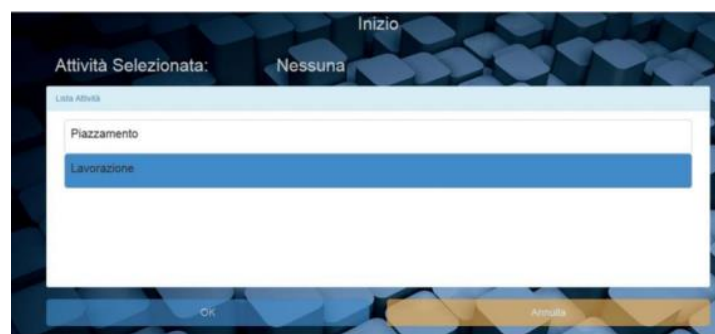 Inizio
Attività Selezionata: Nessuna
Lista Attività
Piazzamento
Lavorazione
OK Annulla